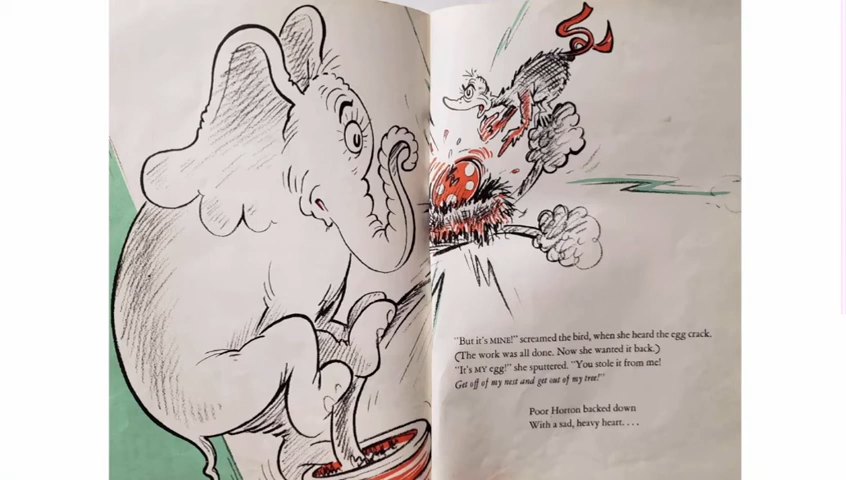 "But it's MINE!" screamed the bird, when she heard the egg crack.
(The work was all done. Now she wanted it back.)
"It's MY egg!" she sputtered. "You stole it from me!
Get off of my nest and get out of my tree!"
Poor Horton backed down
With a sad, heavy heart. . . .